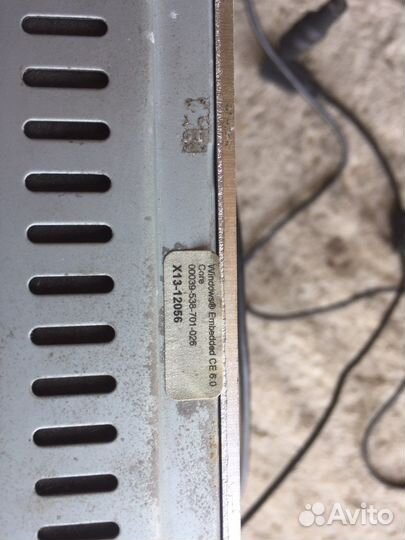 Windows® Embedded CE 6.0
Core
00039-538-701-026
X13-12056
Avito